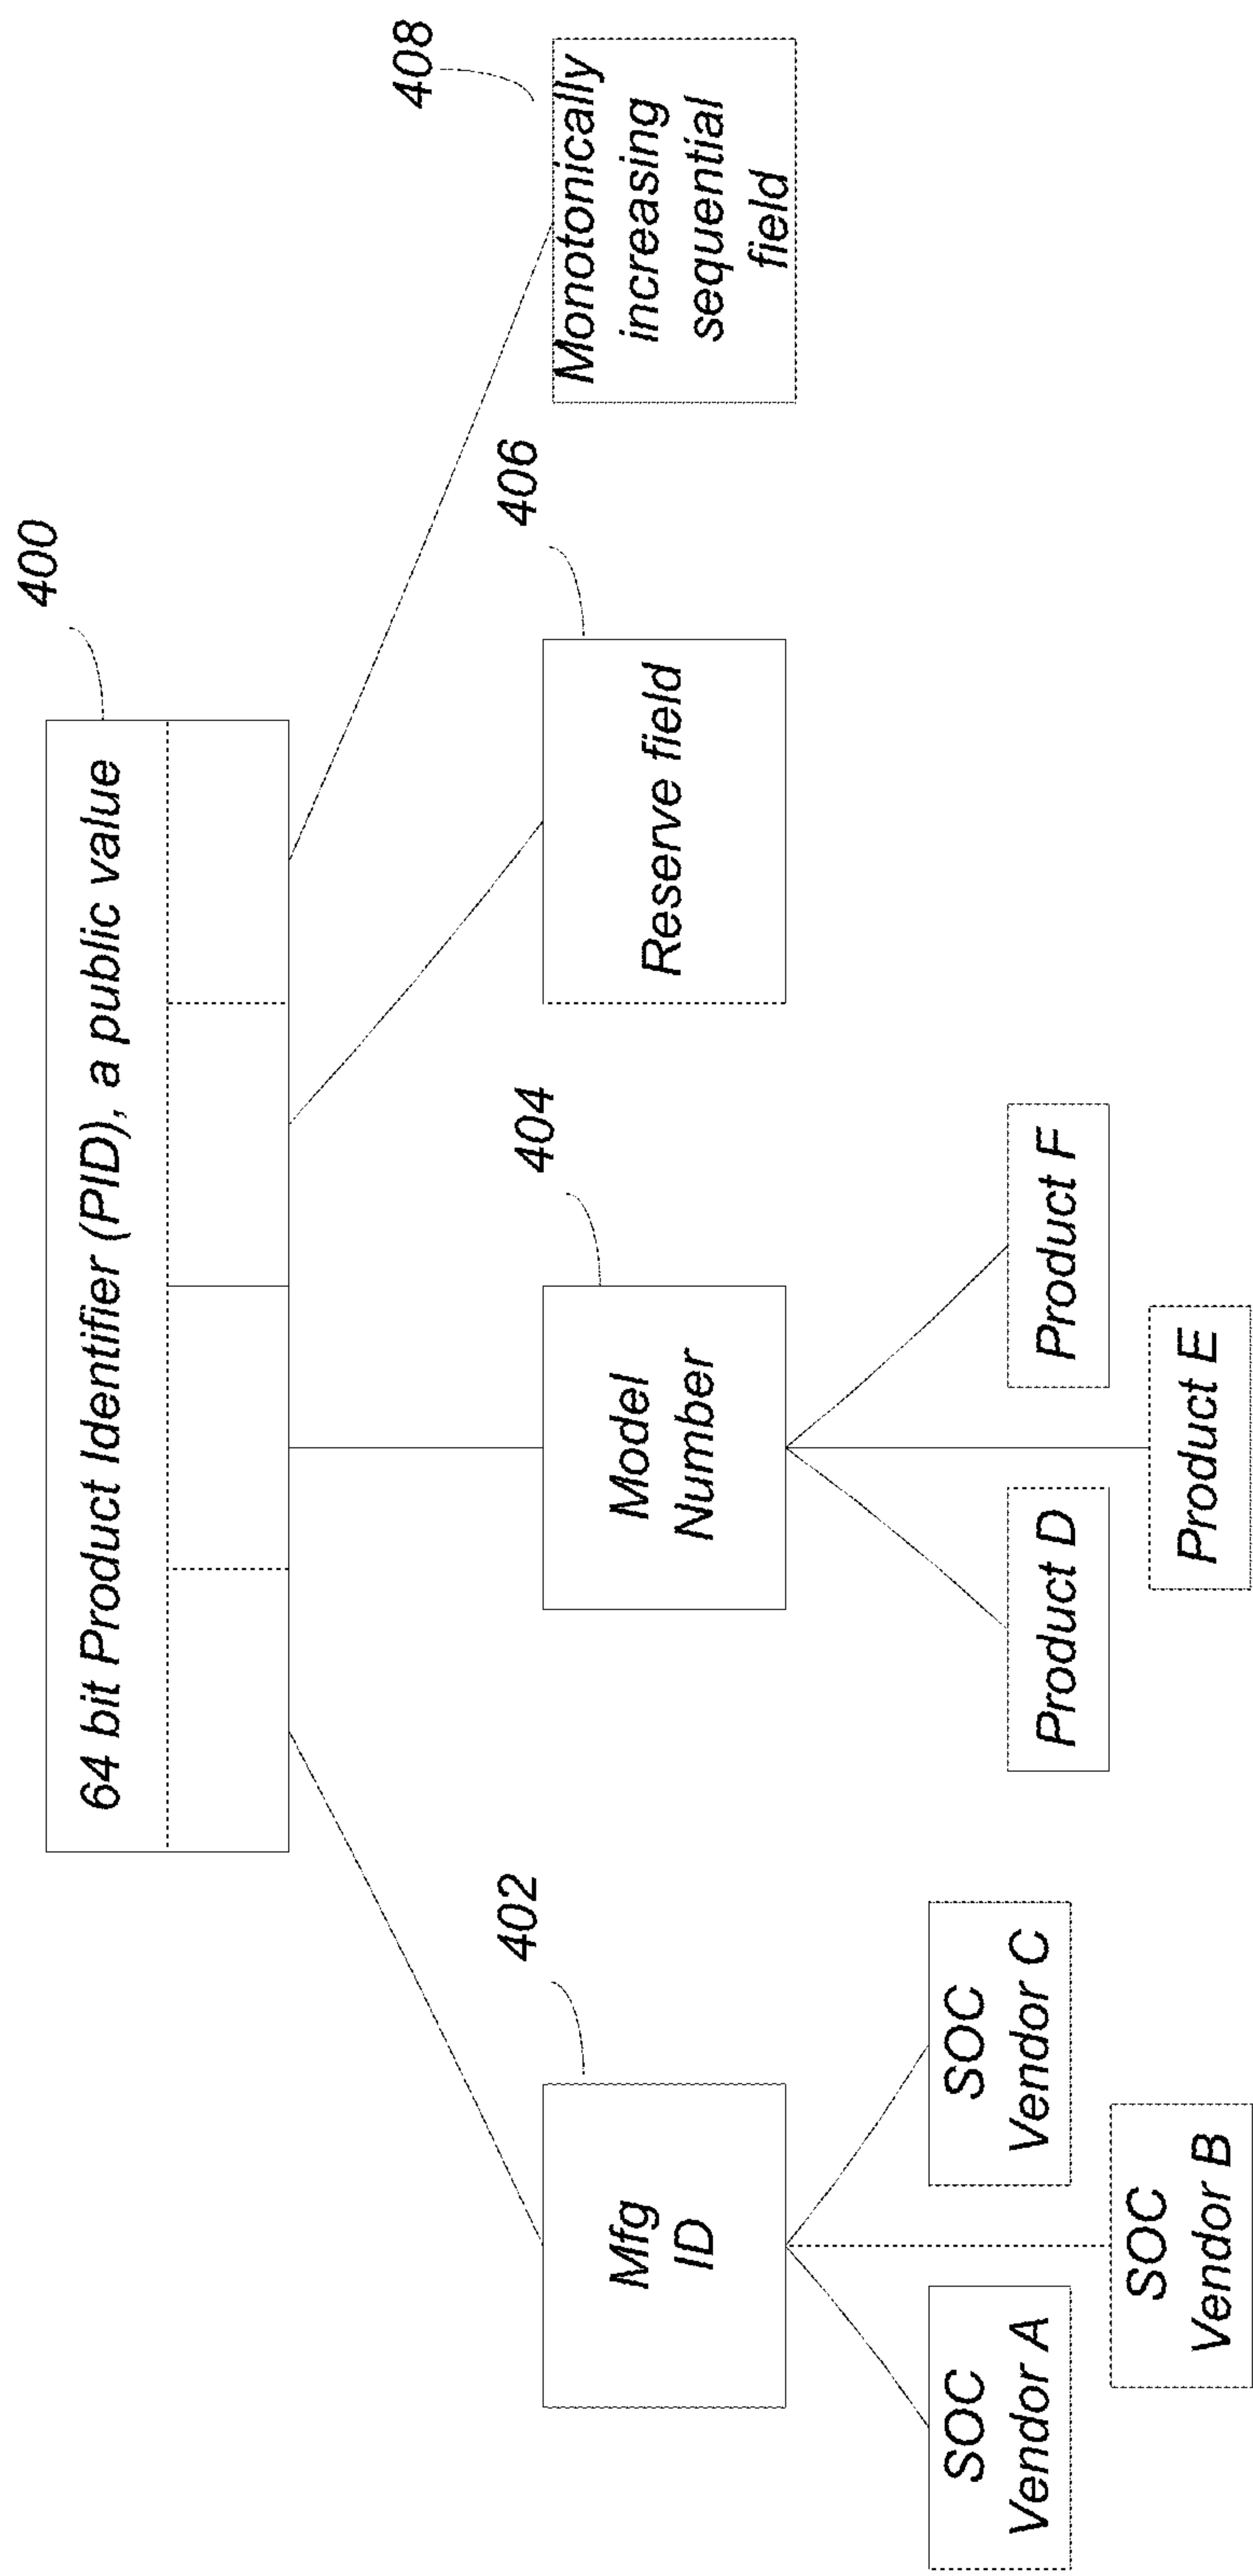 400
64 bit Product Identifier (PID), a public value
402
404
406
408
Mfg
ID
Model
Number
Reserve field
Monotonically
increasing
sequential
field
SOC
Vendor A
SOC
Vendor B
SOC
Vendor C
Product D
Product E
Product F